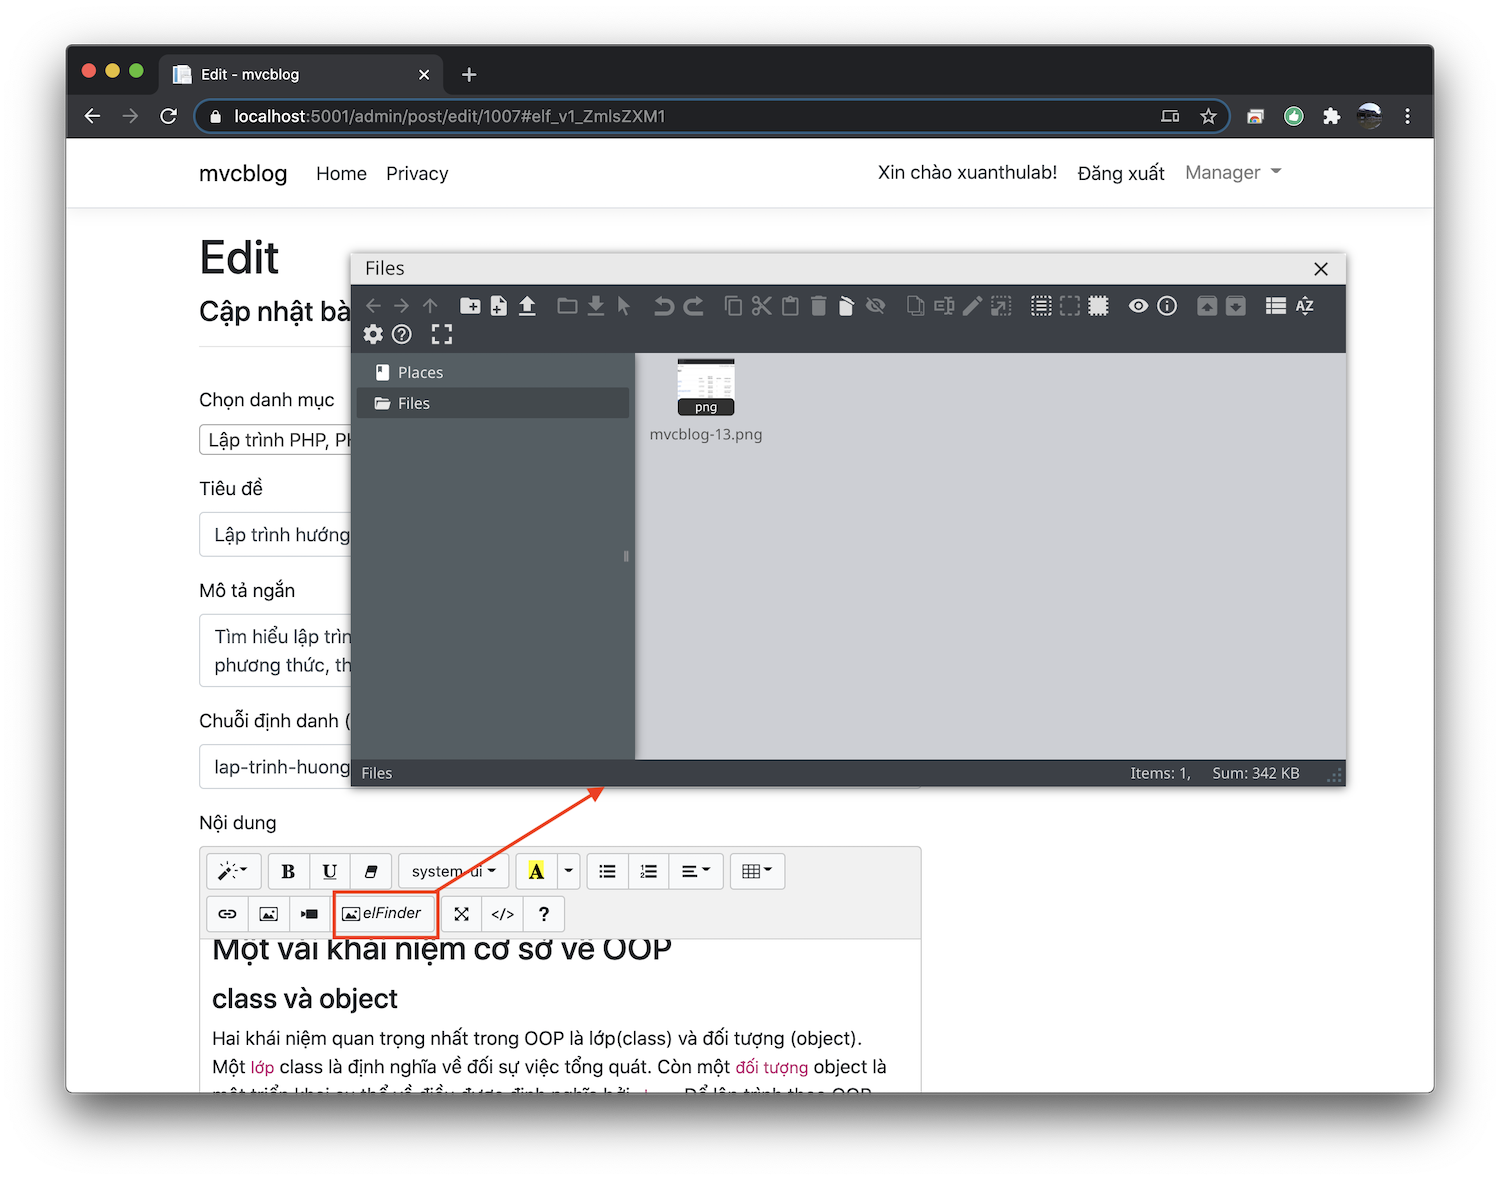 Edit - mvcblog
localhost:5001/admin/post/edit/1007#elf_v1_ZmlsZXM1
mvcblog Home Privacy Xin chào xuanthulab! Đăng xuất Manager
Edit
Cập nhật bà
Files
Places
Files
png
mvcblog-13.png
Files Items: 1, Sum: 342 KB
Chọn danh mục
Lập trình PHP,
Tiêu đề
Lập trình hướng
Mô tả ngắn
Tìm hiểu lập trìn
phương thức, th
Chuỗi định danh (
lap-trinh-huong
Nội dung
B U system-ui A
elFinder </> ?
Một vài khái niệm cơ sở về OOP
class và object
Hai khái niệm quan trọng nhất trong OOP là lớp(class) và đối tượng (object).
Một lớp class là định nghĩa về đối sự việc tổng quát. Còn một đối tượng object là